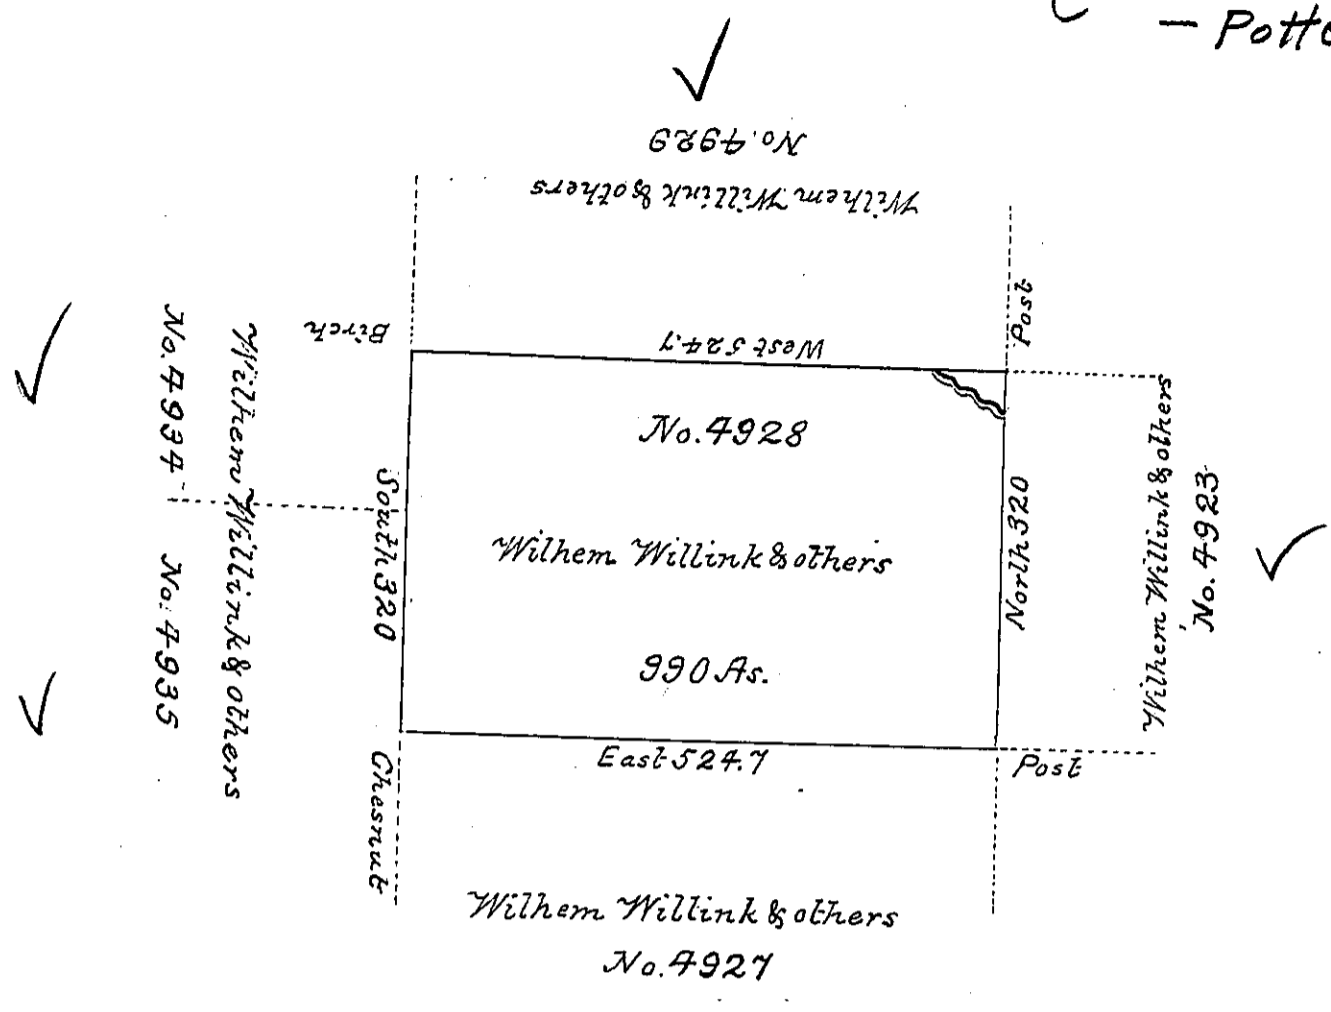 — Potte
No. 4929
Wilhem Willink & others
Birch
West 524.7
Post
No. 4934
No. 4935
Wilhem Willink & others
South 320
No. 4928
Wilhem Willink & others
990 As.
North 320
Wilhem Willink & others
No. 4923
East 524.7
Post
Chesnut
Wilhem Willink & others
No. 4927